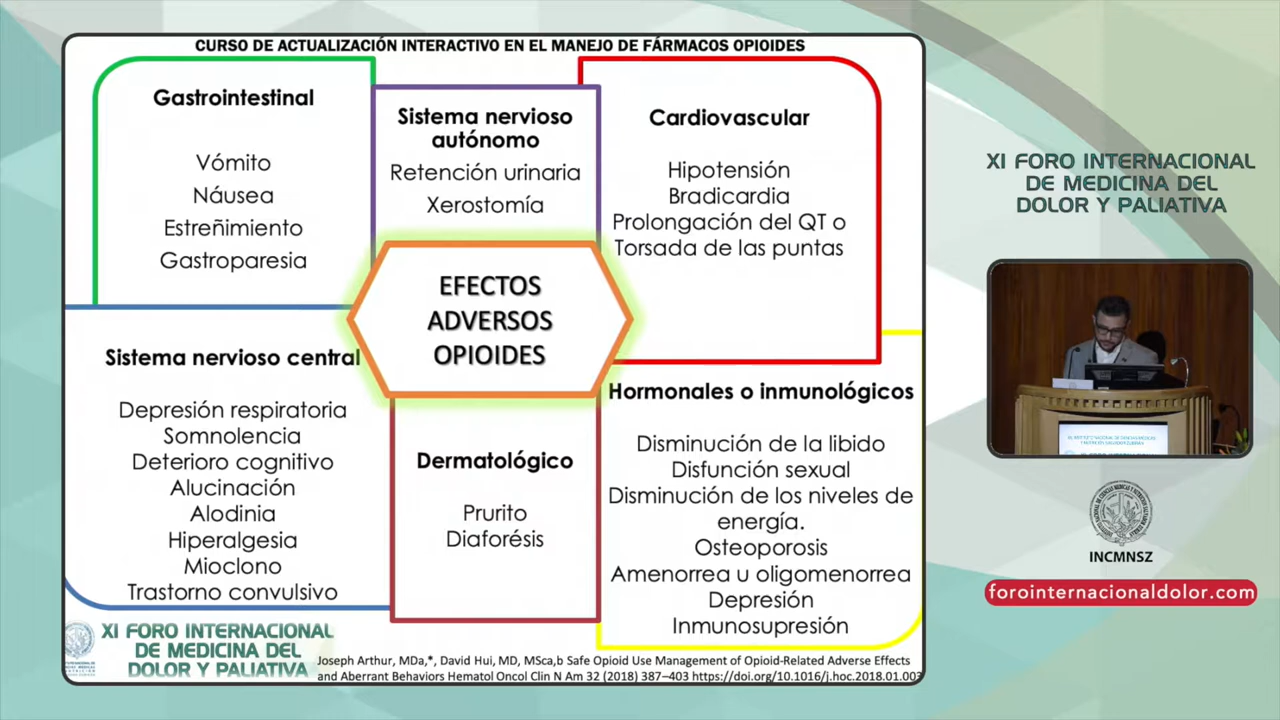 CURSO DE ACTUALIZACIÓN INTERACTIVO EN EL MANEJO DE FÁRMACOS OPIOIDES
Gastrointestinal
Vómito
Náusea
Estreñimiento
Gastroparesia
Sistema nervioso
autónomo
Retención urinaria
Xerostomía
Cardiovascular
Hipotensión
Bradicardia
Prolongación del QT o
Torsada de las puntas
EFECTOS
ADVERSOS
OPIOIDES
Sistema nervioso central
Depresión respiratoria
Somnolencia
Deterioro cognitivo
Alucinación
Alodinia
Hiperalgesia
Mioclono
Trastorno convulsivo
Dermatológico
Prurito
Diaforésis
Hormonales o inmunológicos
Disminución de la libido
Disfunción sexual
Disminución de los niveles de
energía.
Osteoporosis
Amenorrea u oligomenorrea
Depresión
Inmunosupresión
XI FORO INTERNACIONAL
DE MEDICINA DEL
DOLOR Y PALIATIVA
Joseph Arthur, MDa,*, David Hui, MD, MSca,b Safe Opioid Use Management of Opioid-Related Adverse Effects
and Aberrant Behaviors Hematol Oncol Clin N Am 32 (2018) 387–403 https://doi.org/10.1016/j.hoc.2018.01.003
XI FORO INTERNACIONAL
DE MEDICINA DEL
DOLOR Y PALIATIVA
INCMNSZ
forointernacionaldolor.com